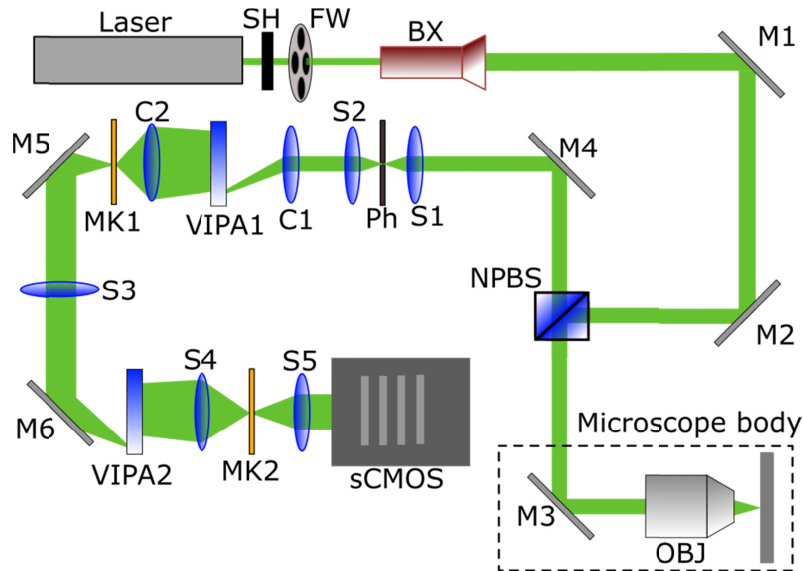 Laser
SH
FW
BX
M1
M5
C2
S2
M4
MK1
VIPA1
C1
Ph
S1
NPBS
S3
M2
S4
S5
M6
Microscope body
VIPA2
MK2
sCMOS
M3
OBJ